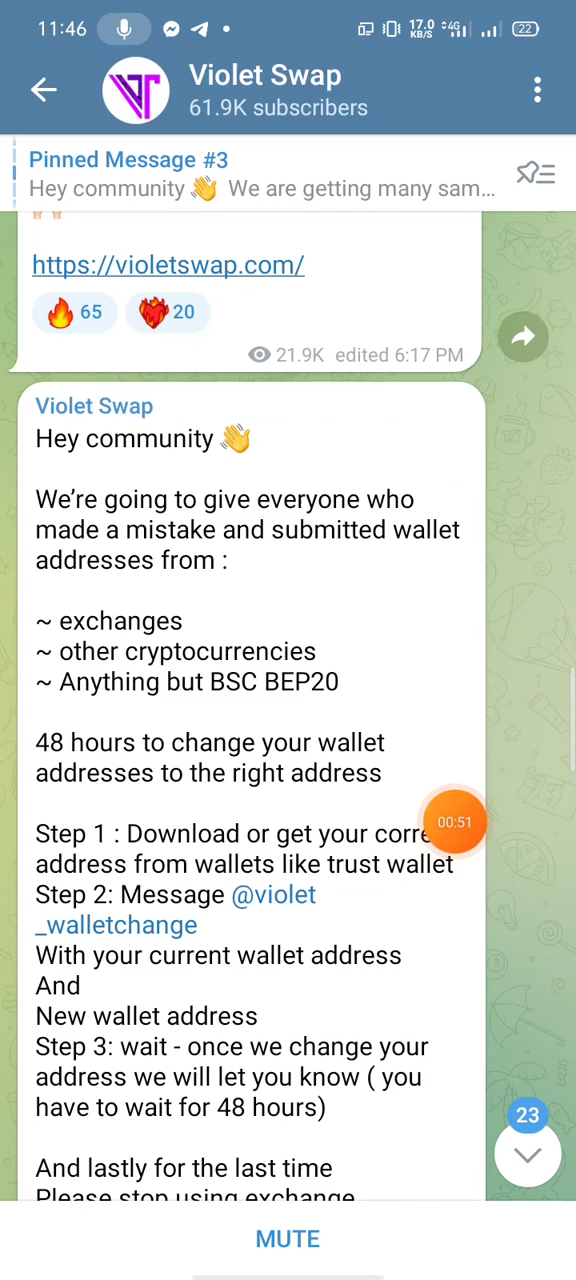 11:46 17.0 KB/S 4G 22
Violet Swap
61.9K subscribers
Pinned Message #3
Hey community 👋 We are getting many sam...
https://violetswap.com/
🔥 65 ❤️‍🔥 20
21.9K edited 6:17 PM
Violet Swap
Hey community 👋
We’re going to give everyone who
made a mistake and submitted wallet
addresses from :
~ exchanges
~ other cryptocurrencies
~ Anything but BSC BEP20
48 hours to change your wallet
addresses to the right address
00:51
Step 1 : Download or get your corre
address from wallets like trust wallet
Step 2: Message @violet
_walletchange
With your current wallet address
And
New wallet address
Step 3: wait - once we change your
address we will let you know ( you
have to wait for 48 hours)
23
And lastly for the last time
Please stop using exchange
MUTE